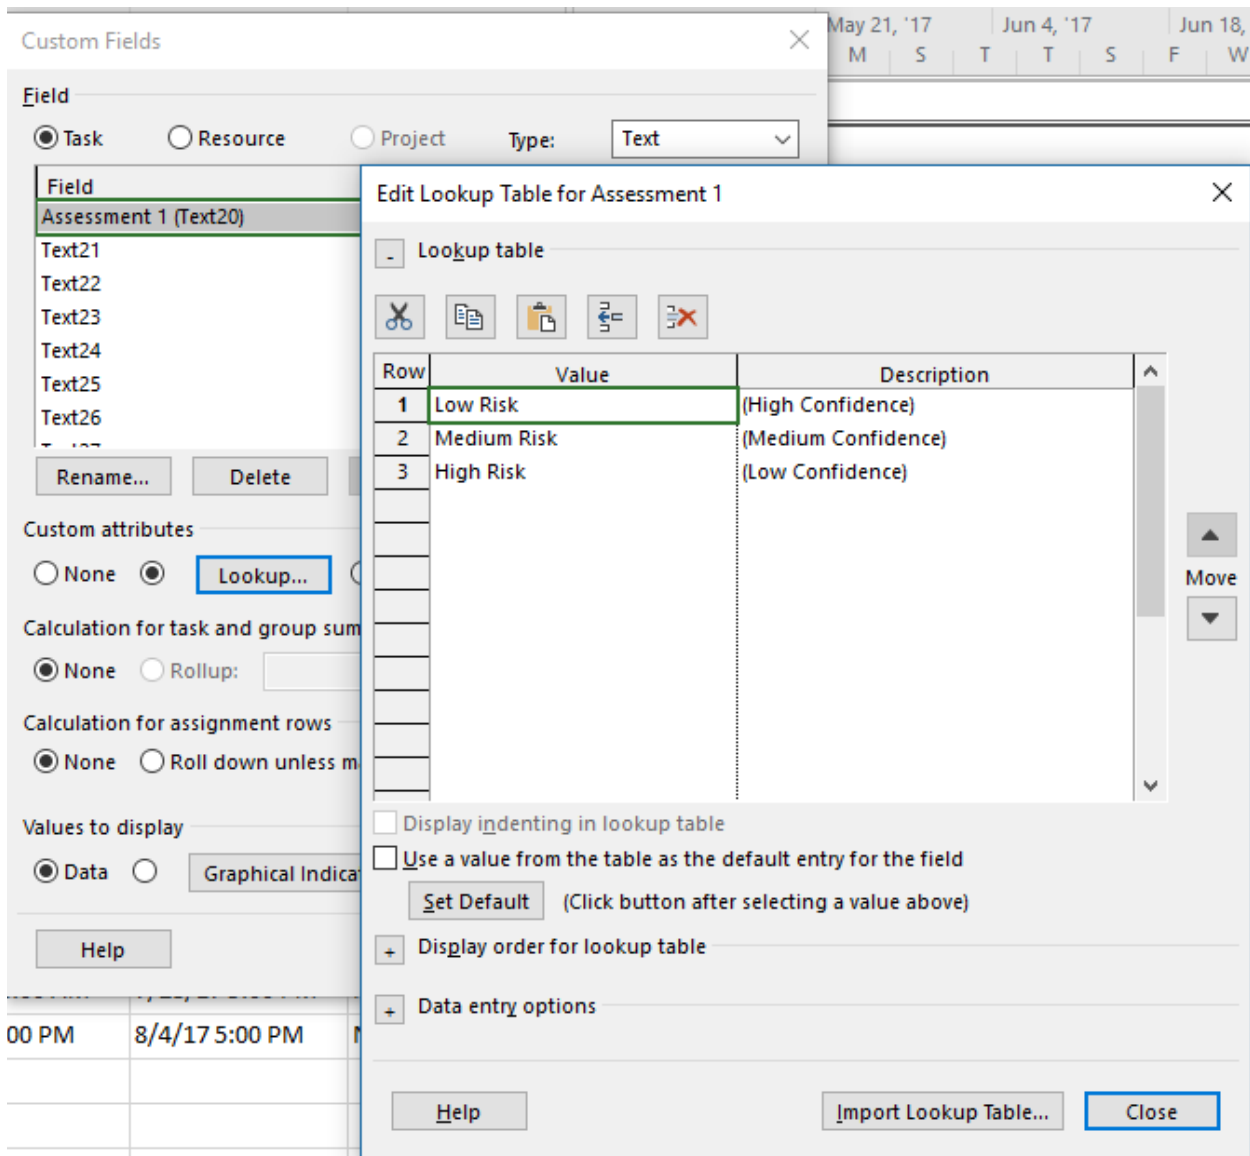 May 21, '17 Jun 4, '17 Jun 18,
M S T T S F W
Custom Fields
Field
Task Resource Project Type: Text
Field
Assessment 1 (Text20)
Text21
Text22
Text23
Text24
Text25
Text26
Rename... Delete
Custom attributes
None Lookup...
Calculation for task and group sum
None Rollup:
Calculation for assignment rows
None Roll down unless m
Values to display
Data Graphical Indica
Help
00 PM 8/4/17 5:00 PM
Edit Lookup Table for Assessment 1
- Lookup table
Row Value Description
1 Low Risk (High Confidence)
2 Medium Risk (Medium Confidence)
3 High Risk (Low Confidence)
Move
Display indenting in lookup table
Use a value from the table as the default entry for the field
Set Default (Click button after selecting a value above)
+ Display order for lookup table
+ Data entry options
Help Import Lookup Table... Close